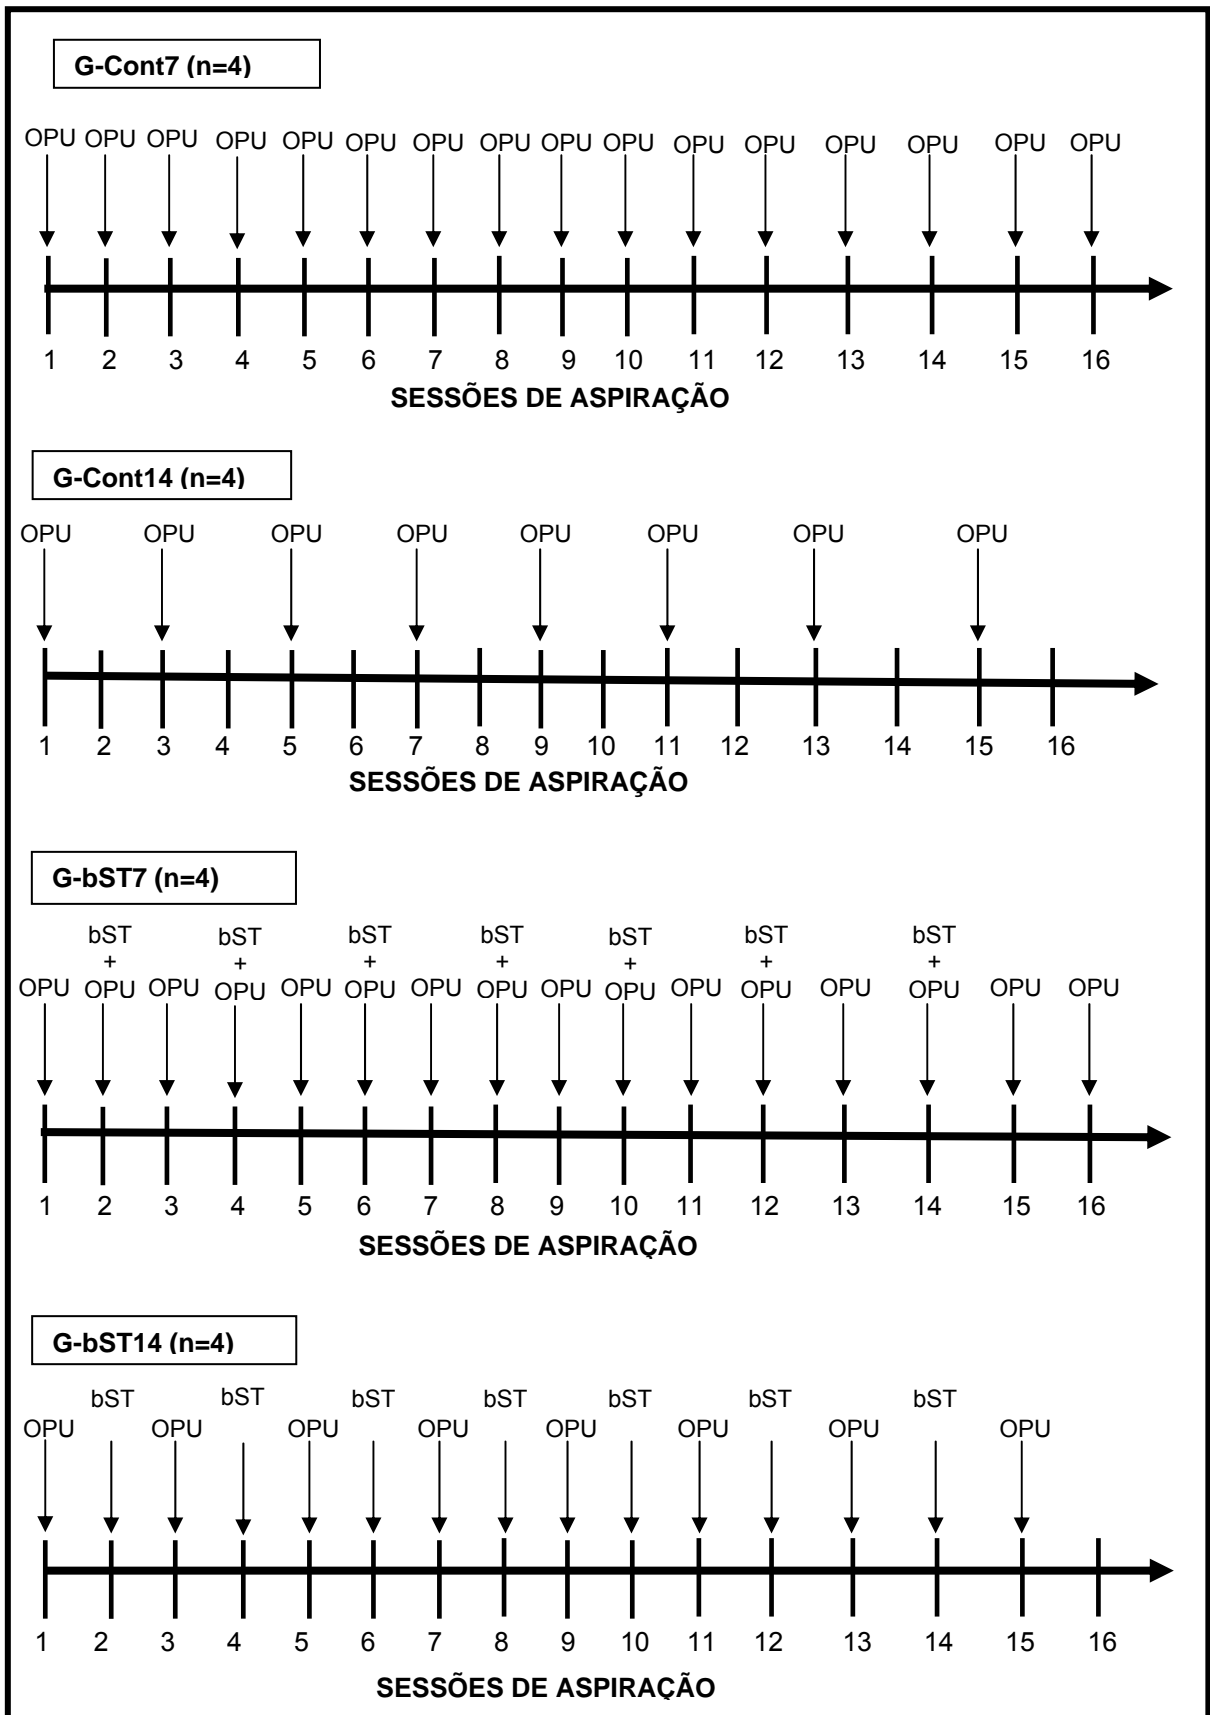 G-Cont7 (n=4)
OPU OPU OPU OPU OPU OPU OPU OPU OPU OPU OPU OPU OPU OPU OPU OPU
1 2 3 4 5 6 7 8 9 10 11 12 13 14 15 16
SESSÕES DE ASPIRAÇÃO
G-Cont14 (n=4)
OPU OPU OPU OPU OPU OPU OPU OPU
1 2 3 4 5 6 7 8 9 10 11 12 13 14 15 16
SESSÕES DE ASPIRAÇÃO
G-bST7 (n=4)
bST bST bST bST bST bST bST
+ + + + + + +
OPU OPU OPU OPU OPU OPU OPU OPU OPU OPU OPU OPU OPU OPU OPU OPU
1 2 3 4 5 6 7 8 9 10 11 12 13 14 15 16
SESSÕES DE ASPIRAÇÃO
G-bST14 (n=4)
bST bST bST bST bST bST bST
OPU OPU OPU OPU OPU OPU OPU OPU
1 2 3 4 5 6 7 8 9 10 11 12 13 14 15 16
SESSÕES DE ASPIRAÇÃO